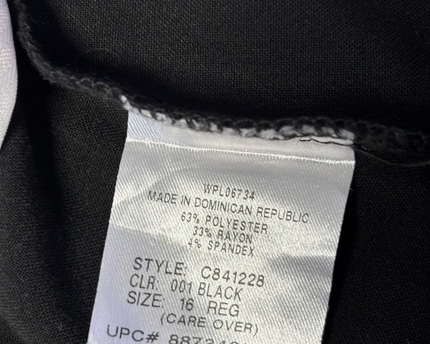 WPL06734
MADE IN DOMINICAN REPUBLIC
63% POLYESTER
33% RAYON
4% SPANDEX
STYLE: C841228
CLR: 001 BLACK
SIZE: 16 REG
(CARE OVER)
UPC#